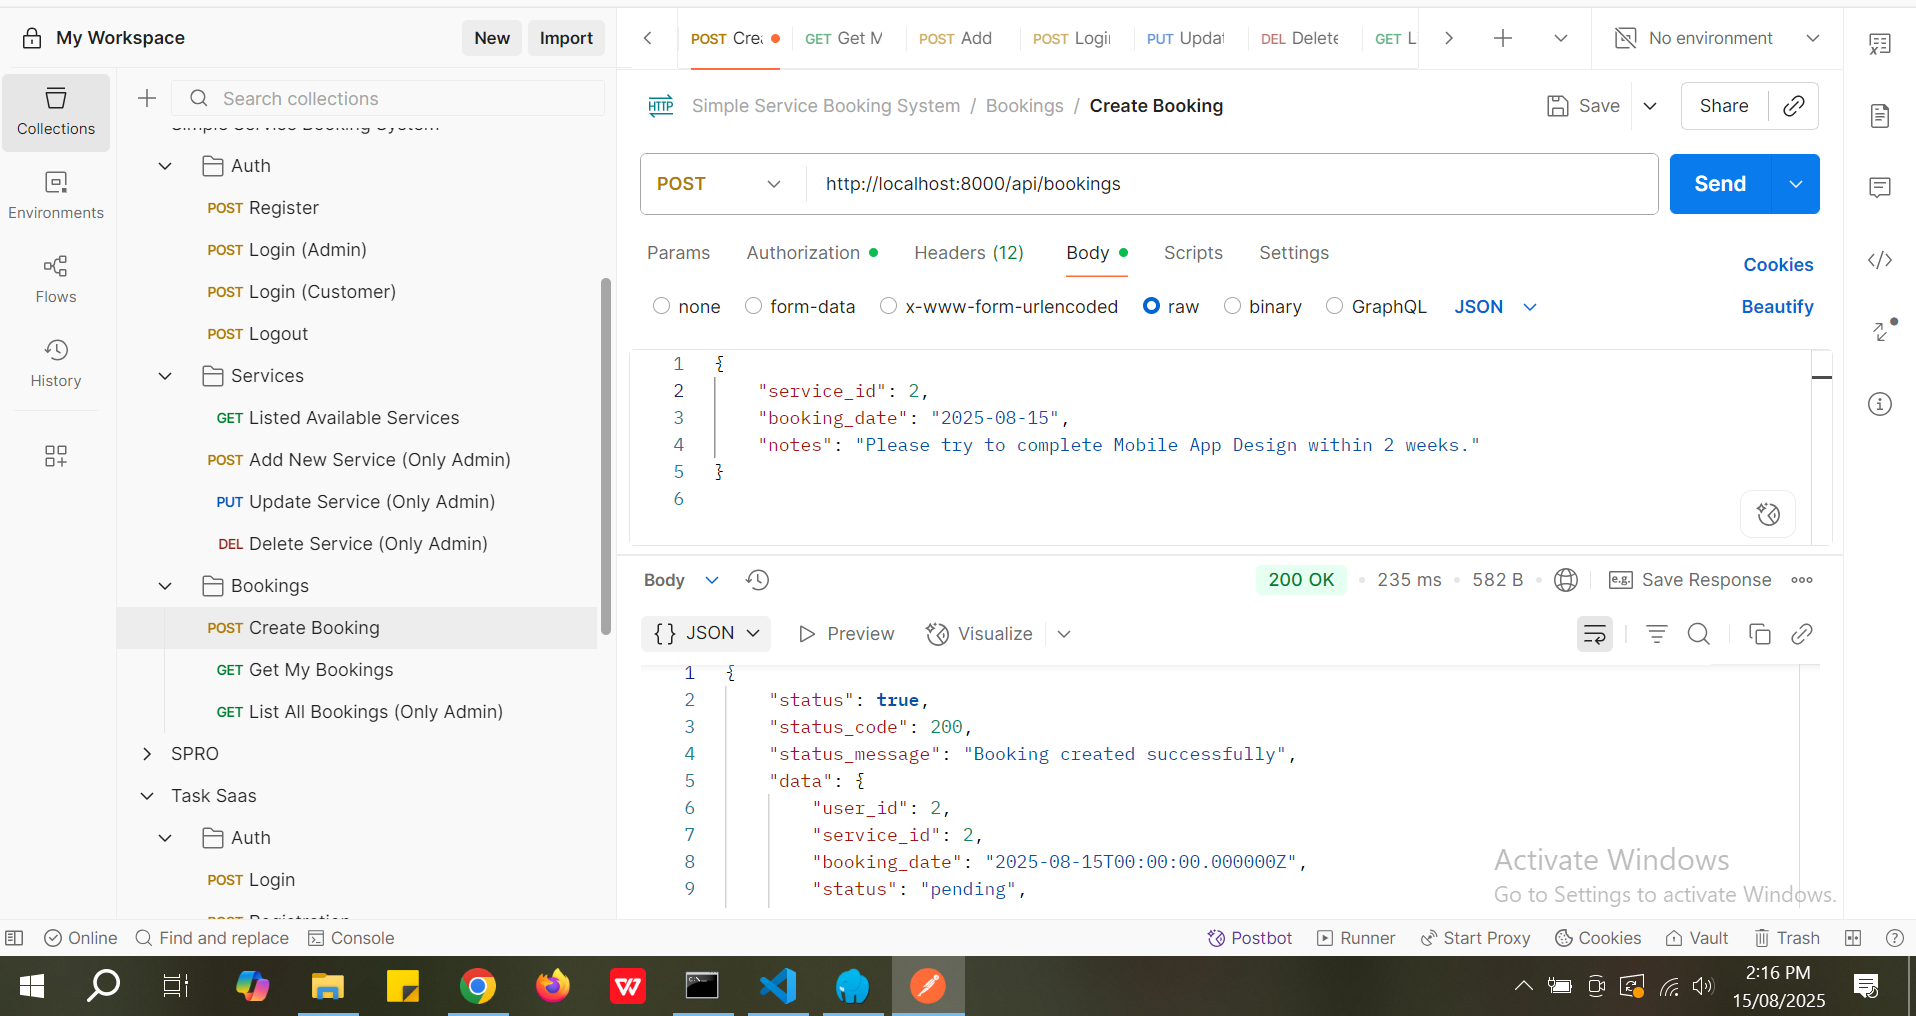 My Workspace
New
Import
POST Crea
GET Get M
POST Add
POST Logi
PUT Updat
DEL Delete
GET L
No environment
Collections
Environments
Flows
History
Search collections
Simple Service Booking System
Auth
POST Register
POST Login (Admin)
POST Login (Customer)
POST Logout
Services
GET Listed Available Services
POST Add New Service (Only Admin)
PUT Update Service (Only Admin)
DEL Delete Service (Only Admin)
Bookings
POST Create Booking
GET Get My Bookings
GET List All Bookings (Only Admin)
SPRO
Task Saas
Auth
POST Login
POST Registration
HTTP Simple Service Booking System / Bookings / Create Booking
Save
Share
POST
http://localhost:8000/api/bookings
Send
Params Authorization Headers (12) Body Scripts Settings
Cookies
none form-data x-www-form-urlencoded raw binary GraphQL JSON
Beautify
1 {
2 "service_id": 2,
3 "booking_date": "2025-08-15",
4 "notes": "Please try to complete Mobile App Design within 2 weeks."
5 }
6
Body
200 OK • 235 ms • 582 B •
e.g. Save Response
{} JSON
Preview
Visualize
1 {
2 "status": true,
3 "status_code": 200,
4 "status_message": "Booking created successfully",
5 "data": {
6 "user_id": 2,
7 "service_id": 2,
8 "booking_date": "2025-08-15T00:00:00.000000Z",
9 "status": "pending",
Activate Windows
Go to Settings to activate Windows.
Online Find and replace Console
Postbot Runner Start Proxy Cookies Vault Trash
2:16 PM
15/08/2025